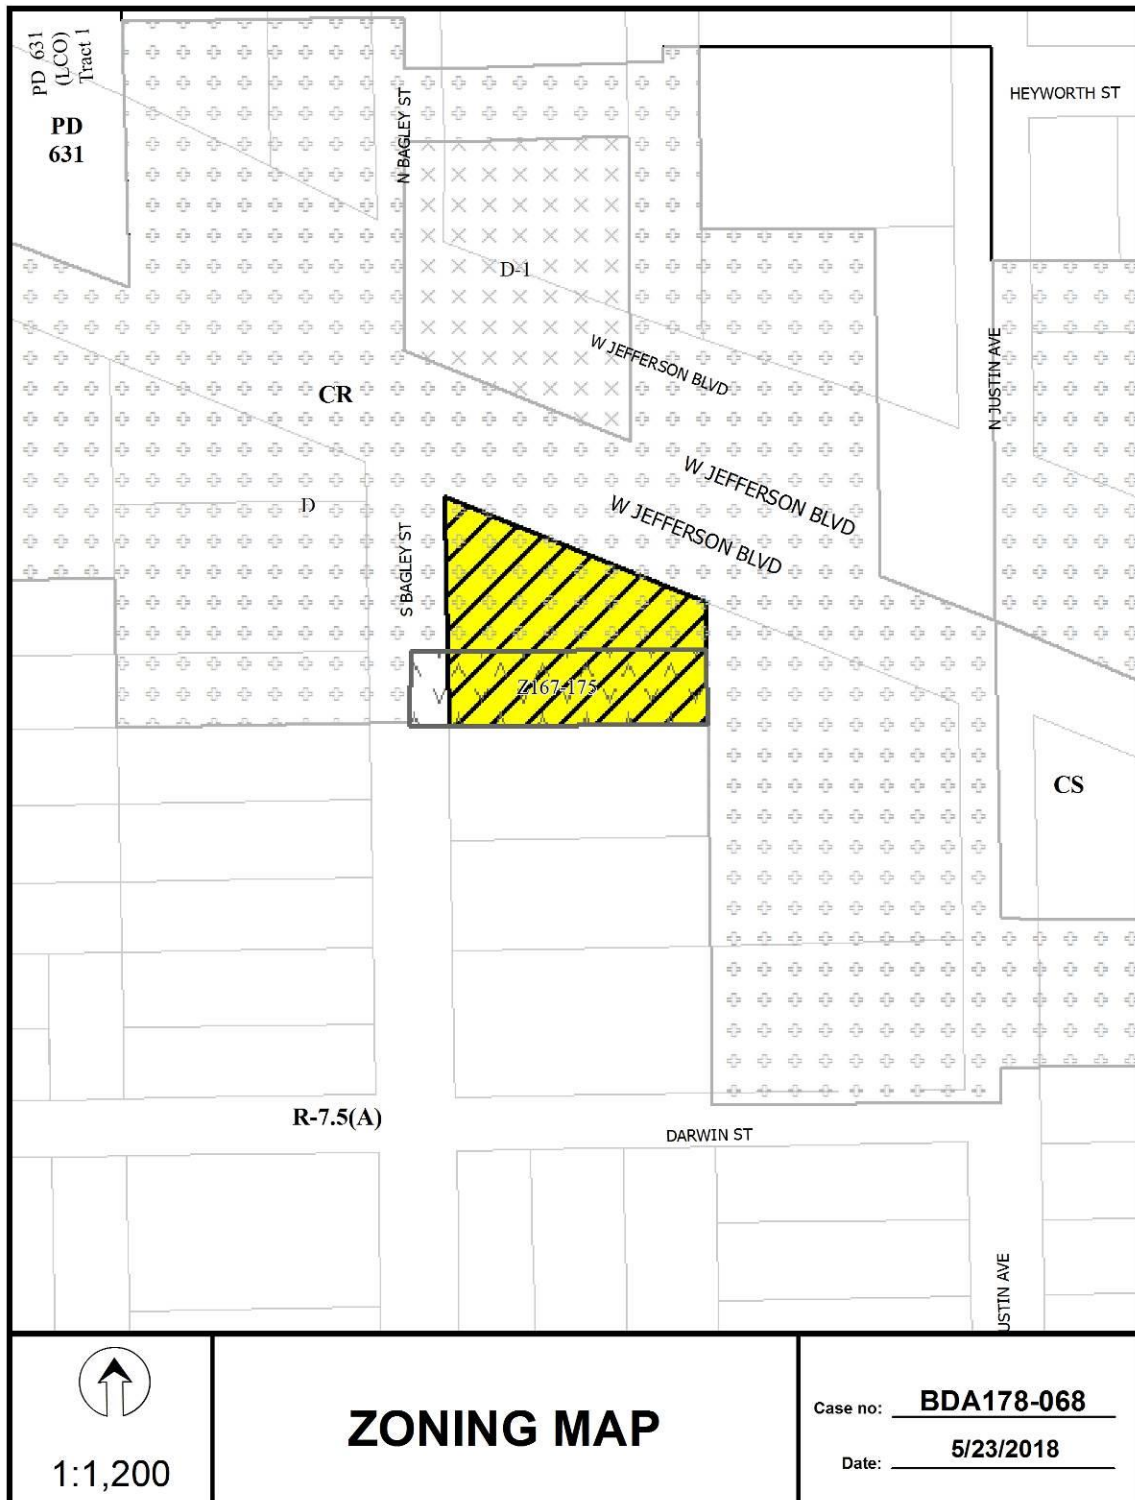 PD 631
(LCO)
Tract 1
PD
631
N BAGLEY ST
HEYWORTH ST
D-1
W JEFFERSON BLVD
N JUSTIN AVE
CR
W JEFFERSON BLVD
W JEFFERSON BLVD
D
S BAGLEY ST
Z167-175
CS
R-7.5(A)
DARWIN ST
USTIN AVE
1:1,200
ZONING MAP
Case no: BDA178-068
Date: 5/23/2018